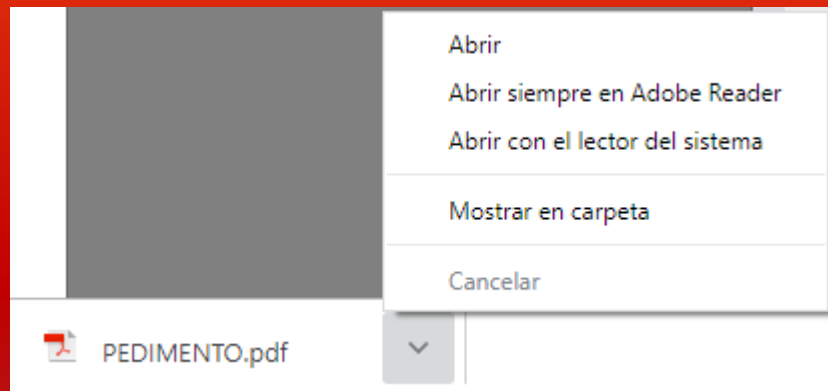 Abrir
Abrir siempre en Adobe Reader
Abrir con el lector del sistema
Mostrar en carpeta
Cancelar
PEDIMENTO.pdf